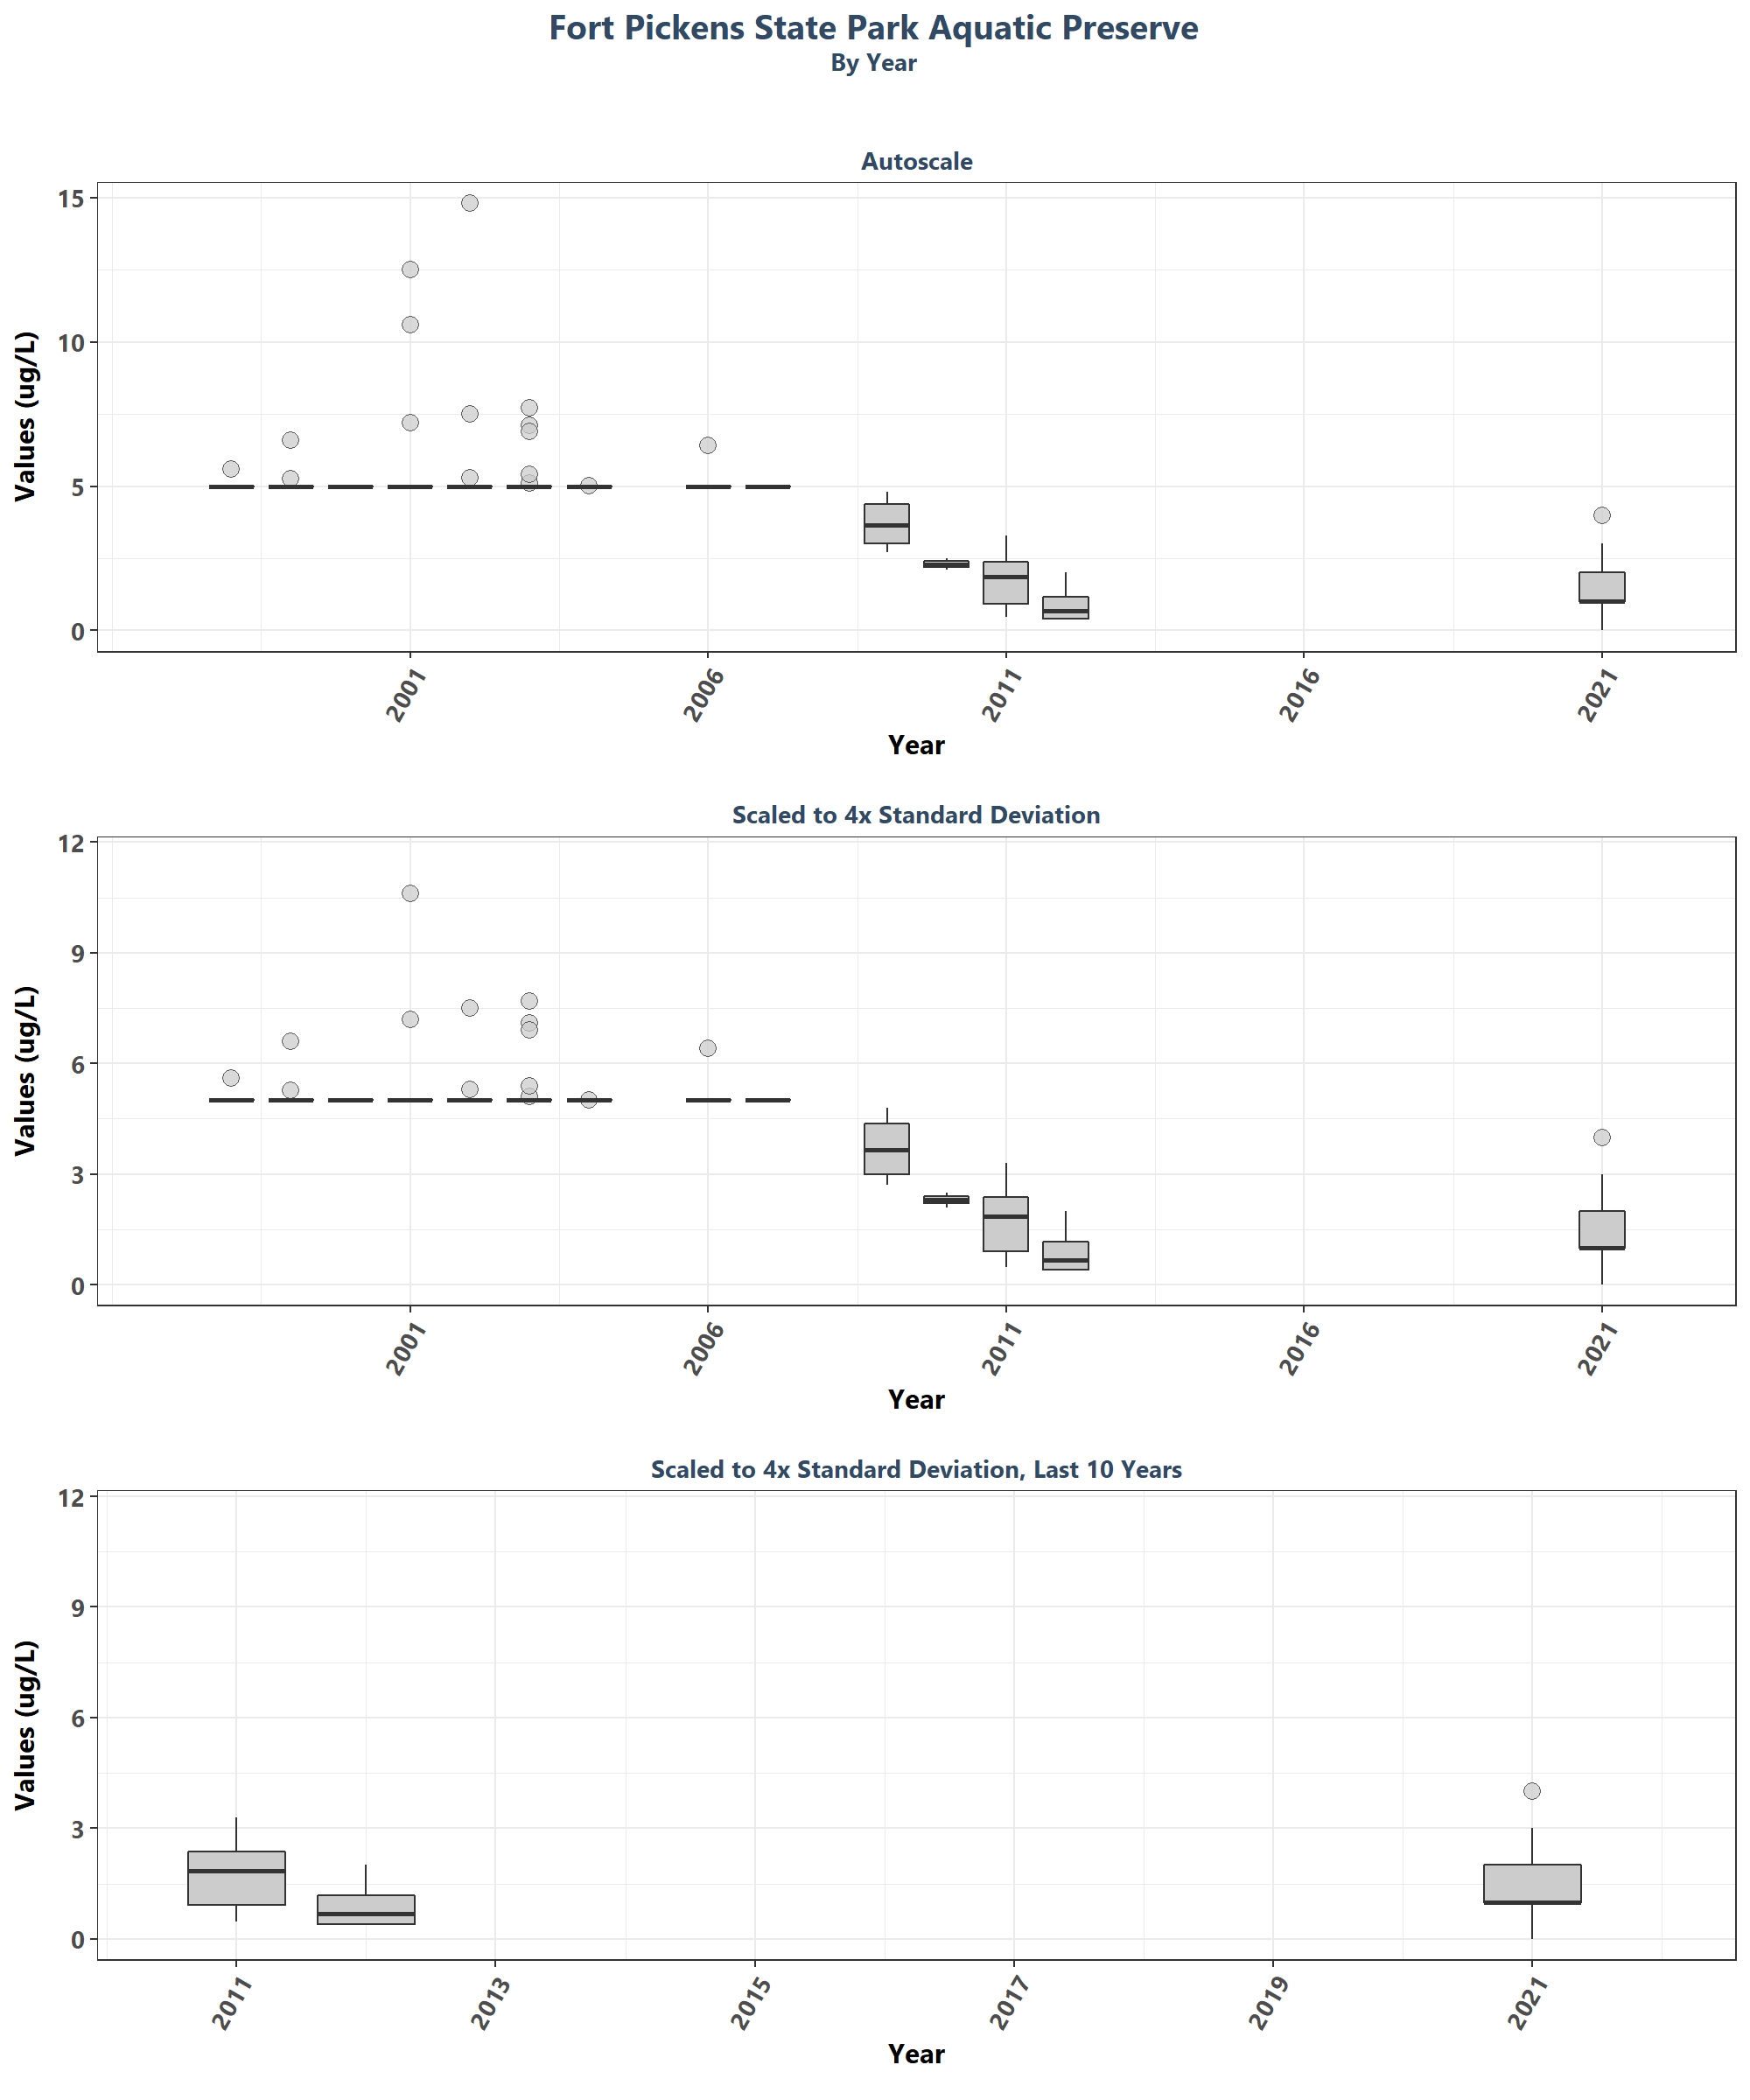 Fort Pickens State Park Aquatic Preserve
By Year
Autoscale
Values (ug/L)
15
10
5
0
2001 2006 2011 2016 2021
Year
Scaled to 4x Standard Deviation
Values (ug/L)
12
9
6
3
0
2001 2006 2011 2016 2021
Year
Scaled to 4x Standard Deviation, Last 10 Years
Values (ug/L)
12
9
6
3
0
2011 2013 2015 2017 2019 2021
Year